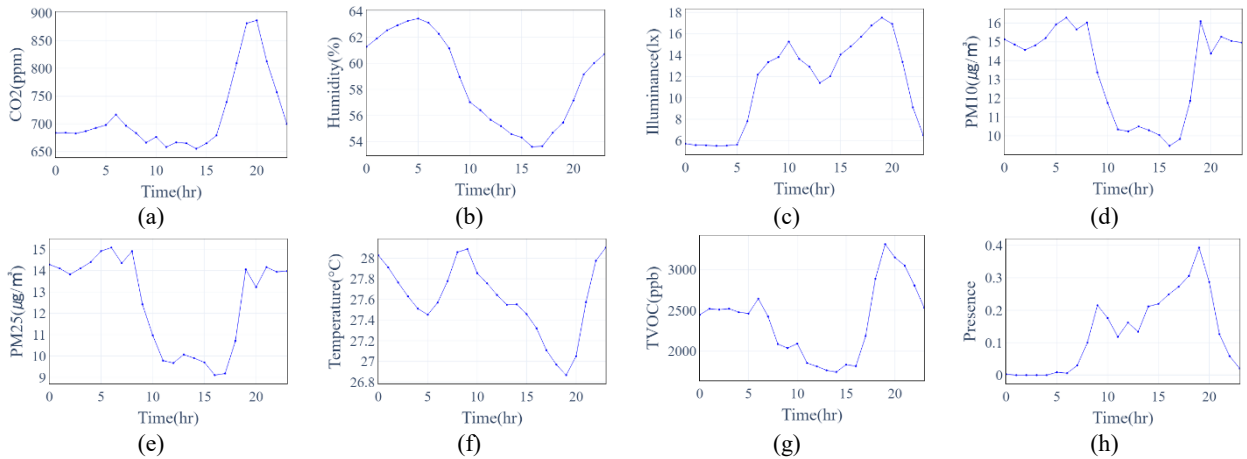 CO2(ppm)
900
850
800
750
700
650
0 5 10 15 20
Time(hr)
(a)
Humidity(%)
64
62
60
58
56
54
0 5 10 15 20
Time(hr)
(b)
Illuminance(lx)
18
16
14
12
10
8
6
0 5 10 15 20
Time(hr)
(c)
PM10(㎍/㎥)
16
15
14
13
12
11
10
0 5 10 15 20
Time(hr)
(d)
PM25(㎍/㎥)
15
14
13
12
11
10
9
0 5 10 15 20
Time(hr)
(e)
Temperature(°C)
28
27.8
27.6
27.4
27.2
27
26.8
0 5 10 15 20
Time(hr)
(f)
TVOC(ppb)
3000
2500
2000
0 5 10 15 20
Time(hr)
(g)
Presence
0.4
0.3
0.2
0.1
0
0 5 10 15 20
Time(hr)
(h)